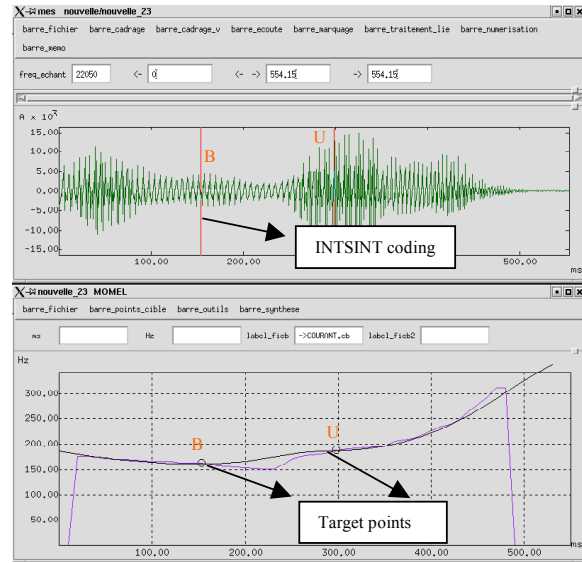 mes nouvelle/nouvelle_23
barre_fichier barre_cadrage barre_cadrage_v barre_ecoute barre_marquage barre_traitement_lie barre_numerisation
barre_memo
freq_echant 22050 <- 0 <- -> 554.15 -> 554.15
A x 10³
15.00
10.00
5.00
0.00
-5.00
-10.00
-15.00
B
U
INTSINT coding
100.00 200.00 500.00
ms
nouvelle_23 MOMEL
barre_fichier barre_points_cible barre_outils barre_synthese
ms Hz label_ficb ->COURANT.cb label_ficb2
Hz
300.00
250.00
200.00
150.00
100.00
50.00
B
U
Target points
100.00 200.00 300.00 400.00 500.00
ms